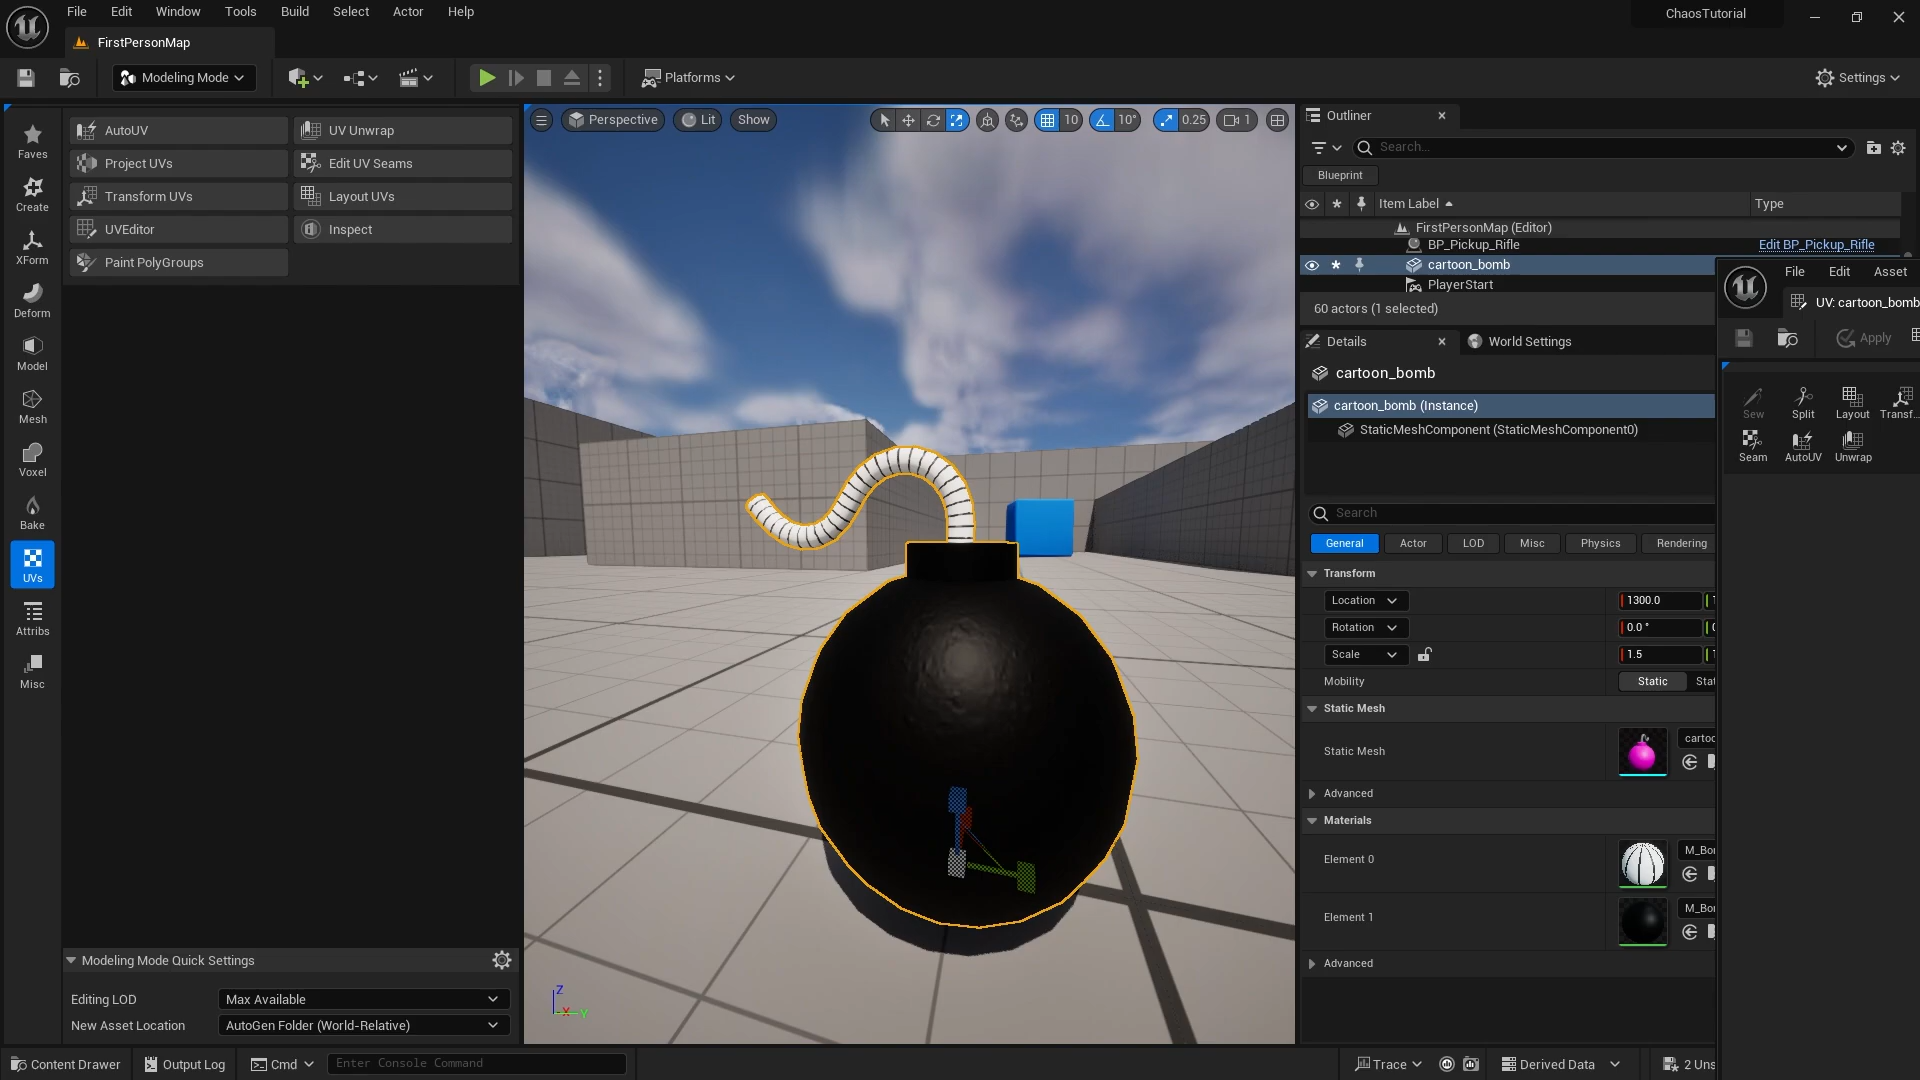 File Edit Window Tools Build Select Actor Help
ChaosTutorial
FirstPersonMap
Modeling Mode
Platforms
Settings
Faves
Create
XForm
Deform
Model
Mesh
Voxel
Bake
UVs
Attribs
Misc
AutoUV UV Unwrap
Project UVs Edit UV Seams
Transform UVs Layout UVs
UVEditor Inspect
Paint PolyGroups
Modeling Mode Quick Settings
Editing LOD Max Available
New Asset Location AutoGen Folder (World-Relative)
Perspective Lit Show 10 10° 0.25 1
Z
X Y
Outliner
Search...
Blueprint
Item Label Type
FirstPersonMap (Editor)
BP_Pickup_Rifle Edit BP_Pickup_Rifle
cartoon_bomb
PlayerStart
60 actors (1 selected)
Details World Settings
cartoon_bomb
cartoon_bomb (Instance)
StaticMeshComponent (StaticMeshComponent0)
Search
General Actor LOD Misc Physics Rendering
Transform
Location 1300.0
Rotation 0.0 °
Scale 1.5
Mobility Static Stat
Static Mesh
Static Mesh cartoo
Advanced
Materials
Element 0 M_Bo
Element 1 M_Bo
Advanced
File Edit Asset
UV: cartoon_bomb
Apply
Sew Split Layout Transf...
Seam AutoUV Unwrap
Content Drawer Output Log Cmd Enter Console Command
Trace Derived Data 2 Uns